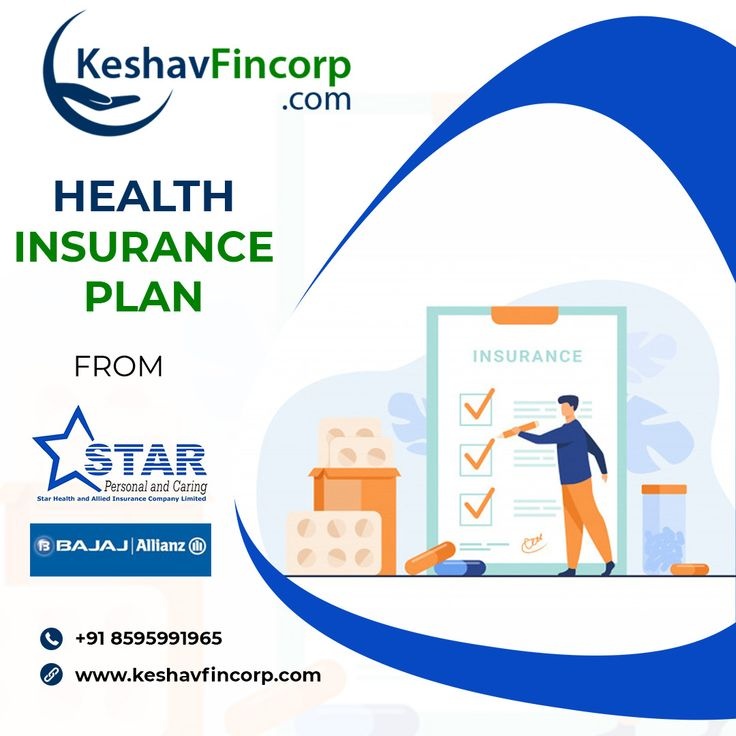 KeshavFincorp
.com
HEALTH
INSURANCE
PLAN
FROM
STAR
Personal and Caring
Star Health and Allied Insurance Company Limited
B BAJAJ | Allianz
INSURANCE
+91 8595991965
www.keshavfincorp.com